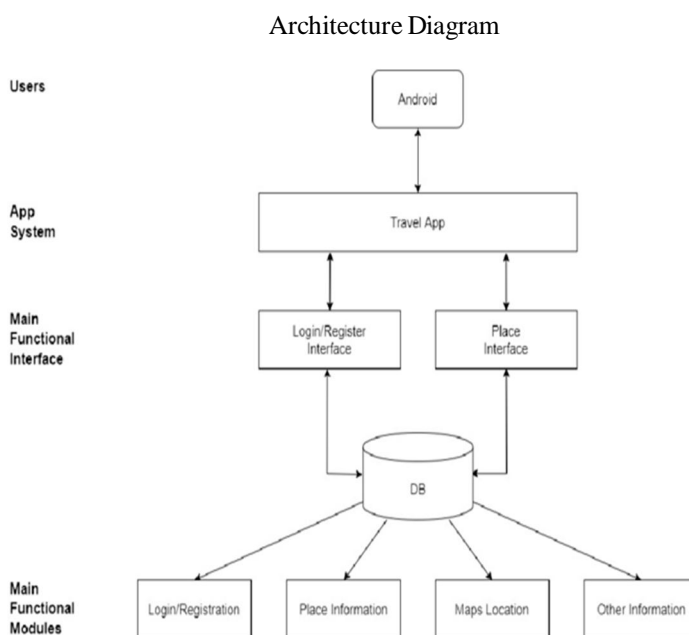 Architecture Diagram
Users
Android
App
System
Travel App
Main
Functional
Interface
Login/Register
Interface
Place
Interface
DB
Main
Functional
Modules
Login/Registration
Place Information
Maps Location
Other Information